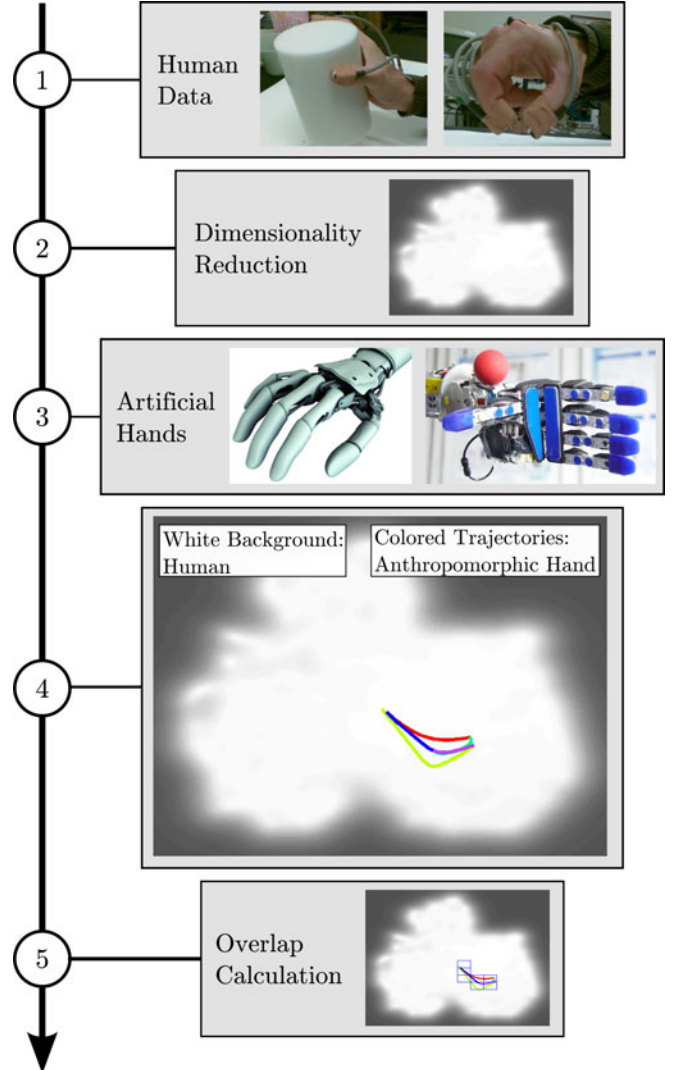 1
Human
Data
2
Dimensionality
Reduction
3
Artificial
Hands
4
White Background:
Human
Colored Trajectories:
Anthropomorphic Hand
5
Overlap
Calculation